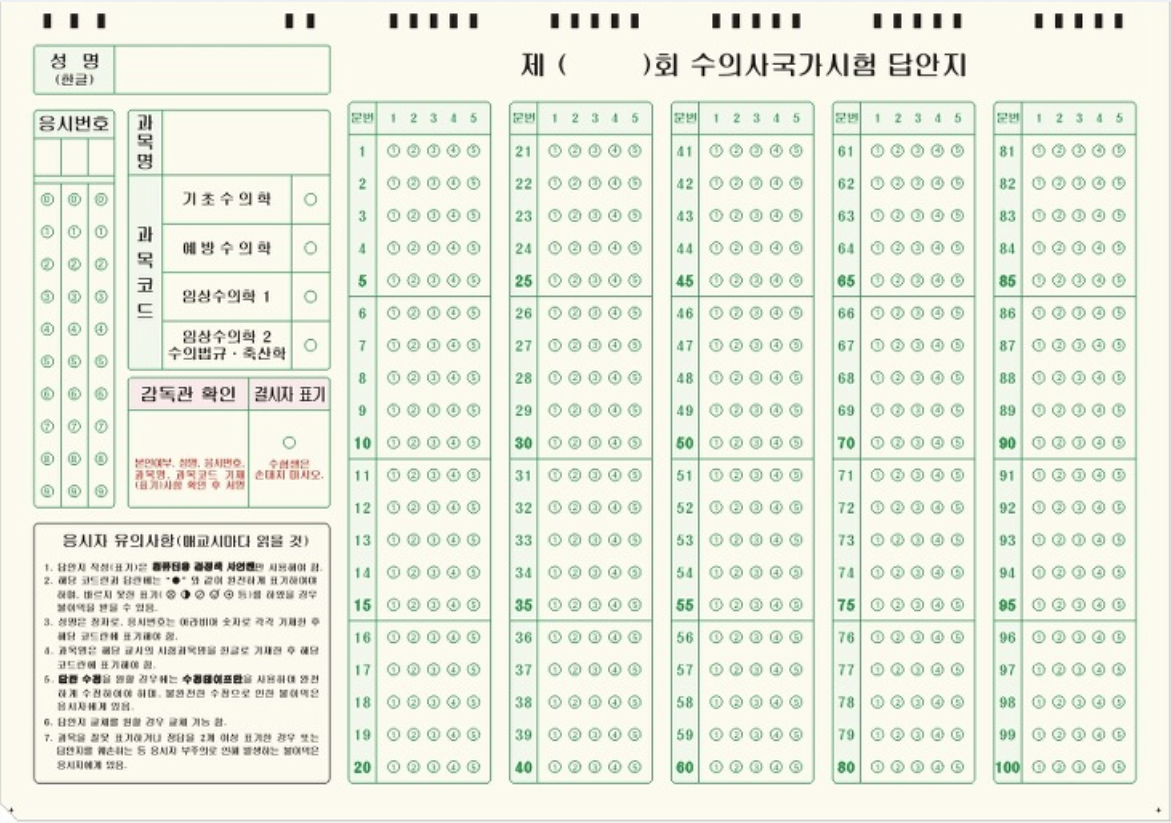 성 명
(한글)
제 ( )회 수의사국가시험 답안지
응시번호
과목명
과목코드
기초수의학
예방수의학
임상수의학 1
임상수의학 2
수의법규 · 축산학
⓪ ⓪ ⓪
① ① ①
② ② ②
③ ③ ③
④ ④ ④
⑤ ⑤ ⑤
⑥ ⑥ ⑥
⑦ ⑦ ⑦
⑧ ⑧ ⑧
⑨ ⑨ ⑨
감독관 확인 결시자 표기
본인여부, 성명, 응시번호,
과목명, 과목코드 기재
(표기)사항 확인 후 서명
수험생은
손대지 마시오.
응시자 유의사항(매교시마다 읽을 것)
1. 답안지 작성(표기)은 컴퓨터용 검정색 사인펜만 사용해야 함.
2. 해당 코드란과 답란에는 "●" 와 같이 완전하게 표기하여야
하며, 바르지 못한 표기( 등)를 하였을 경우
불이익을 받을 수 있음.
3. 성명은 정자로, 응시번호는 아라비아 숫자로 각각 기재한 후
해당 코드란에 표기해야 함.
4. 과목명은 해당 교시의 시험과목명을 한글로 기재한 후 해당
코드란에 표기해야 함.
5. 답란 수정을 원할 경우에는 수정테이프만을 사용하여 완전
하게 수정하여야 하며, 불완전한 수정으로 인한 불이익은
응시자에게 있음.
6. 답안지 교체를 원할 경우 교체 가능 함.
7. 과목을 잘못 표기하거나 정답을 2개 이상 표기한 경우 또는
답안지를 훼손하는 등 응시자 부주의로 인해 발생하는 불이익은
응시자에게 있음.
문번 1 2 3 4 5
1 ① ② ③ ④ ⑤
2 ① ② ③ ④ ⑤
3 ① ② ③ ④ ⑤
4 ① ② ③ ④ ⑤
5 ① ② ③ ④ ⑤
6 ① ② ③ ④ ⑤
7 ① ② ③ ④ ⑤
8 ① ② ③ ④ ⑤
9 ① ② ③ ④ ⑤
10 ① ② ③ ④ ⑤
11 ① ② ③ ④ ⑤
12 ① ② ③ ④ ⑤
13 ① ② ③ ④ ⑤
14 ① ② ③ ④ ⑤
15 ① ② ③ ④ ⑤
16 ① ② ③ ④ ⑤
17 ① ② ③ ④ ⑤
18 ① ② ③ ④ ⑤
19 ① ② ③ ④ ⑤
20 ① ② ③ ④ ⑤
문번 1 2 3 4 5
21 ① ② ③ ④ ⑤
22 ① ② ③ ④ ⑤
23 ① ② ③ ④ ⑤
24 ① ② ③ ④ ⑤
25 ① ② ③ ④ ⑤
26 ① ② ③ ④ ⑤
27 ① ② ③ ④ ⑤
28 ① ② ③ ④ ⑤
29 ① ② ③ ④ ⑤
30 ① ② ③ ④ ⑤
31 ① ② ③ ④ ⑤
32 ① ② ③ ④ ⑤
33 ① ② ③ ④ ⑤
34 ① ② ③ ④ ⑤
35 ① ② ③ ④ ⑤
36 ① ② ③ ④ ⑤
37 ① ② ③ ④ ⑤
38 ① ② ③ ④ ⑤
39 ① ② ③ ④ ⑤
40 ① ② ③ ④ ⑤
문번 1 2 3 4 5
41 ① ② ③ ④ ⑤
42 ① ② ③ ④ ⑤
43 ① ② ③ ④ ⑤
44 ① ② ③ ④ ⑤
45 ① ② ③ ④ ⑤
46 ① ② ③ ④ ⑤
47 ① ② ③ ④ ⑤
48 ① ② ③ ④ ⑤
49 ① ② ③ ④ ⑤
50 ① ② ③ ④ ⑤
51 ① ② ③ ④ ⑤
52 ① ② ③ ④ ⑤
53 ① ② ③ ④ ⑤
54 ① ② ③ ④ ⑤
55 ① ② ③ ④ ⑤
56 ① ② ③ ④ ⑤
57 ① ② ③ ④ ⑤
58 ① ② ③ ④ ⑤
59 ① ② ③ ④ ⑤
60 ① ② ③ ④ ⑤
문번 1 2 3 4 5
61 ① ② ③ ④ ⑤
62 ① ② ③ ④ ⑤
63 ① ② ③ ④ ⑤
64 ① ② ③ ④ ⑤
65 ① ② ③ ④ ⑤
66 ① ② ③ ④ ⑤
67 ① ② ③ ④ ⑤
68 ① ② ③ ④ ⑤
69 ① ② ③ ④ ⑤
70 ① ② ③ ④ ⑤
71 ① ② ③ ④ ⑤
72 ① ② ③ ④ ⑤
73 ① ② ③ ④ ⑤
74 ① ② ③ ④ ⑤
75 ① ② ③ ④ ⑤
76 ① ② ③ ④ ⑤
77 ① ② ③ ④ ⑤
78 ① ② ③ ④ ⑤
79 ① ② ③ ④ ⑤
80 ① ② ③ ④ ⑤
문번 1 2 3 4 5
81 ① ② ③ ④ ⑤
82 ① ② ③ ④ ⑤
83 ① ② ③ ④ ⑤
84 ① ② ③ ④ ⑤
85 ① ② ③ ④ ⑤
86 ① ② ③ ④ ⑤
87 ① ② ③ ④ ⑤
88 ① ② ③ ④ ⑤
89 ① ② ③ ④ ⑤
90 ① ② ③ ④ ⑤
91 ① ② ③ ④ ⑤
92 ① ② ③ ④ ⑤
93 ① ② ③ ④ ⑤
94 ① ② ③ ④ ⑤
95 ① ② ③ ④ ⑤
96 ① ② ③ ④ ⑤
97 ① ② ③ ④ ⑤
98 ① ② ③ ④ ⑤
99 ① ② ③ ④ ⑤
100 ① ② ③ ④ ⑤